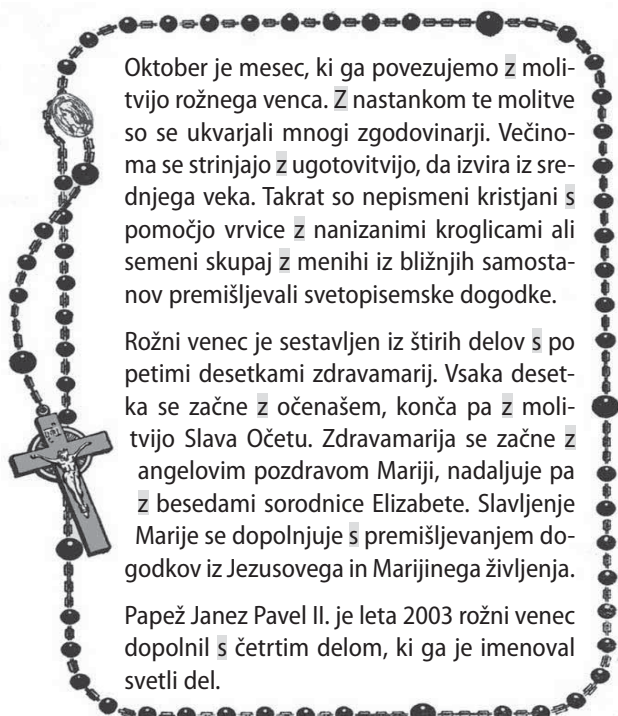 Oktober je mesec, ki ga povezujemo z moli-
tvijo rožnega venca. Z nastankom te molitve
so se ukvarjali mnogi zgodovinarji. Večino-
ma se strinjajo z ugotovitvijo, da izvira iz sre-
dnjega veka. Takrat so nepismeni kristjani s
pomočjo vrvice z nanizanimi kroglicami ali
semeni skupaj z menihi iz bližnjih samosta-
nov premišljevali svetopisemske dogodke.
Rožni venec je sestavljen iz štirih delov s po
petimi desetkami zdravamarij. Vsaka deset-
ka se začne z očenašem, konča pa z moli-
tvijo Slava Očetu. Zdravamarija se začne z
angelovim pozdravom Mariji, nadaljuje pa
z besedami sorodnice Elizabete. Slavljenje
Marije se dopolnjuje s premišljevanjem do-
godkov iz Jezusovega in Marijinega življenja.
Papež Janez Pavel II. je leta 2003 rožni venec
dopolnil s četrtim delom, ki ga je imenoval
svetli del.